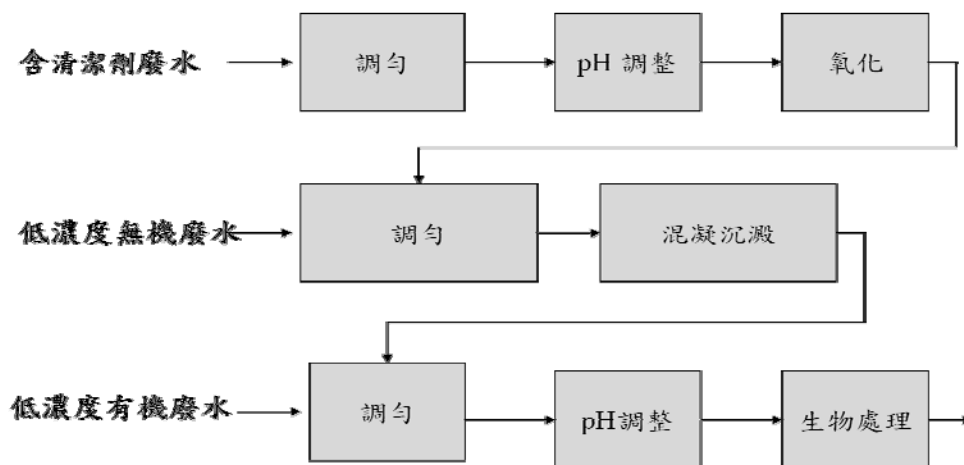 含清潔劑廢水
調勻
pH 調整
氧化
低濃度無機廢水
調勻
混凝沉澱
低濃度有機廢水
調勻
pH調整
生物處理